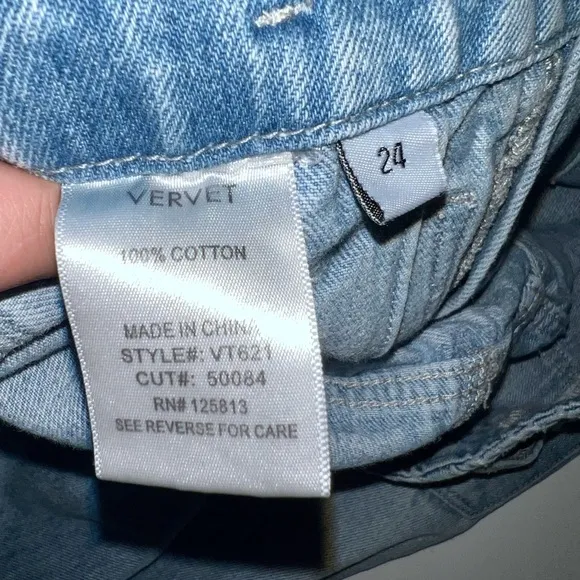 VERVET
24
100% COTTON
MADE IN CHINA
STYLE#: VT621
CUT#: 50084
RN# 125813
SEE REVERSE FOR CARE